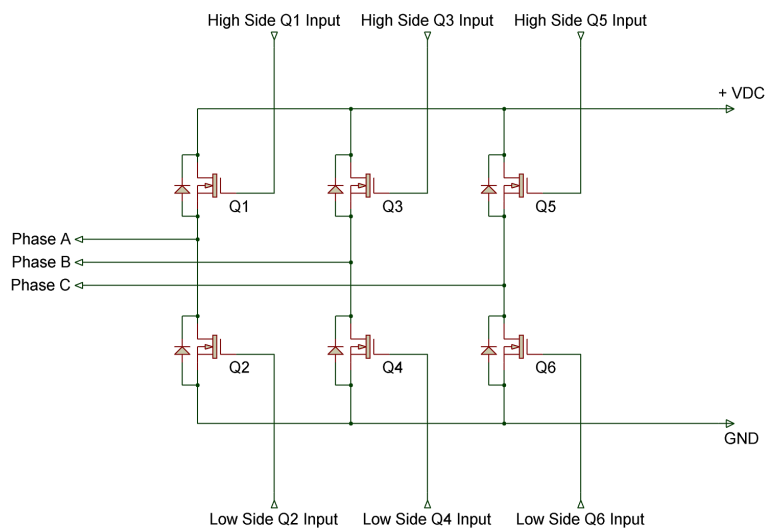 High Side Q1 Input High Side Q3 Input High Side Q5 Input
+ VDC
Q1 Q3 Q5
Phase A
Phase B
Phase C
Q2 Q4 Q6
GND
Low Side Q2 Input Low Side Q4 Input Low Side Q6 Input